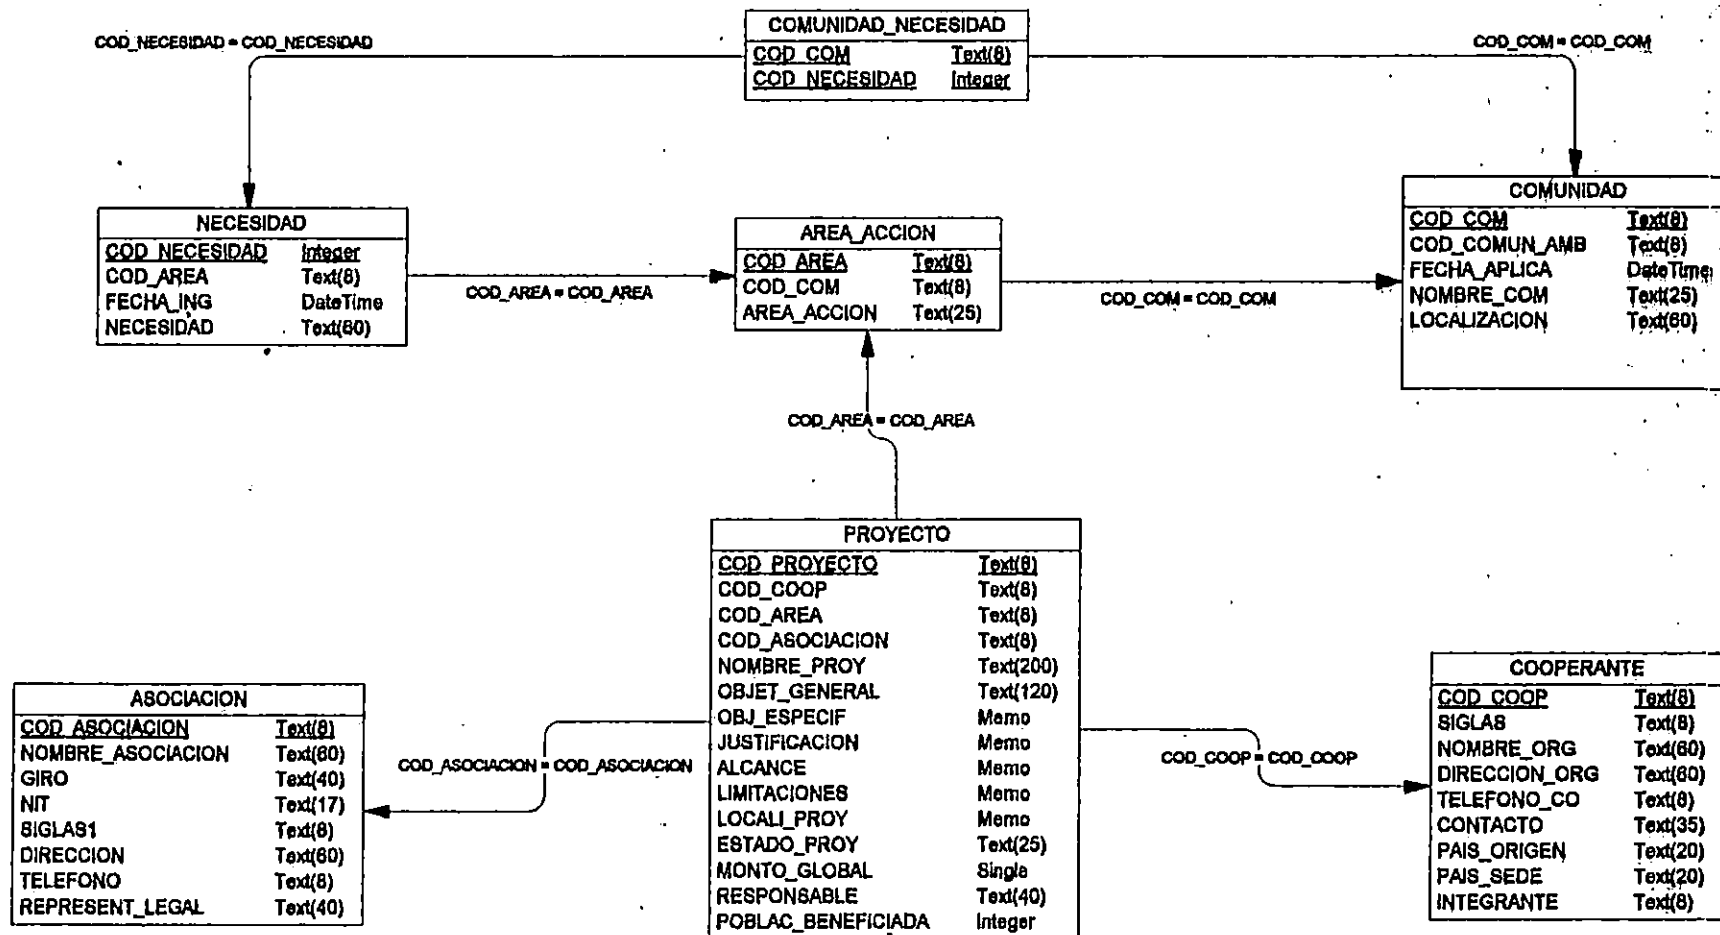 COMUNIDAD_NECESIDAD
COD_COM Text(8)
COD_NECESIDAD Integer
COD_NECESIDAD = COD_NECESIDAD
COD_COM = COD_COM
NECESIDAD
COD_NECESIDAD Integer
COD_AREA Text(8)
FECHA_ING DateTime
NECESIDAD Text(60)
COD_AREA = COD_AREA
AREA_ACCION
COD_AREA Text(8)
COD_COM Text(8)
AREA_ACCION Text(25)
COD_COM = COD_COM
COMUNIDAD
COD_COM Text(8)
COD_COMUN_AMB Text(8)
FECHA_APLICA DateTime
NOMBRE_COM Text(25)
LOCALIZACION Text(60)
COD_AREA = COD_AREA
PROYECTO
COD_PROYECTO Text(8)
COD_COOP Text(8)
COD_AREA Text(8)
COD_ASOCIACION Text(8)
NOMBRE_PROY Text(200)
OBJET_GENERAL Text(120)
OBJ_ESPECIF Memo
JUSTIFICACION Memo
ALCANCE Memo
LIMITACIONES Memo
LOCALI_PROY Memo
ESTADO_PROY Text(25)
MONTO_GLOBAL Single
RESPONSABLE Text(40)
POBLAC_BENEFICIADA Integer
ASOCIACION
COD_ASOCIACION Text(8)
NOMBRE_ASOCIACION Text(60)
GIRO Text(40)
NIT Text(17)
SIGLAS1 Text(8)
DIRECCION Text(60)
TELEFONO Text(8)
REPRESENT_LEGAL Text(40)
COD_ASOCIACION = COD_ASOCIACION
COD_COOP = COD_COOP
COOPERANTE
COD_COOP Text(8)
SIGLAS Text(8)
NOMBRE_ORG Text(60)
DIRECCION_ORG Text(60)
TELEFONO_CO Text(8)
CONTACTO Text(35)
PAIS_ORIGEN Text(20)
PAIS_SEDE Text(20)
INTEGRANTE Text(8)